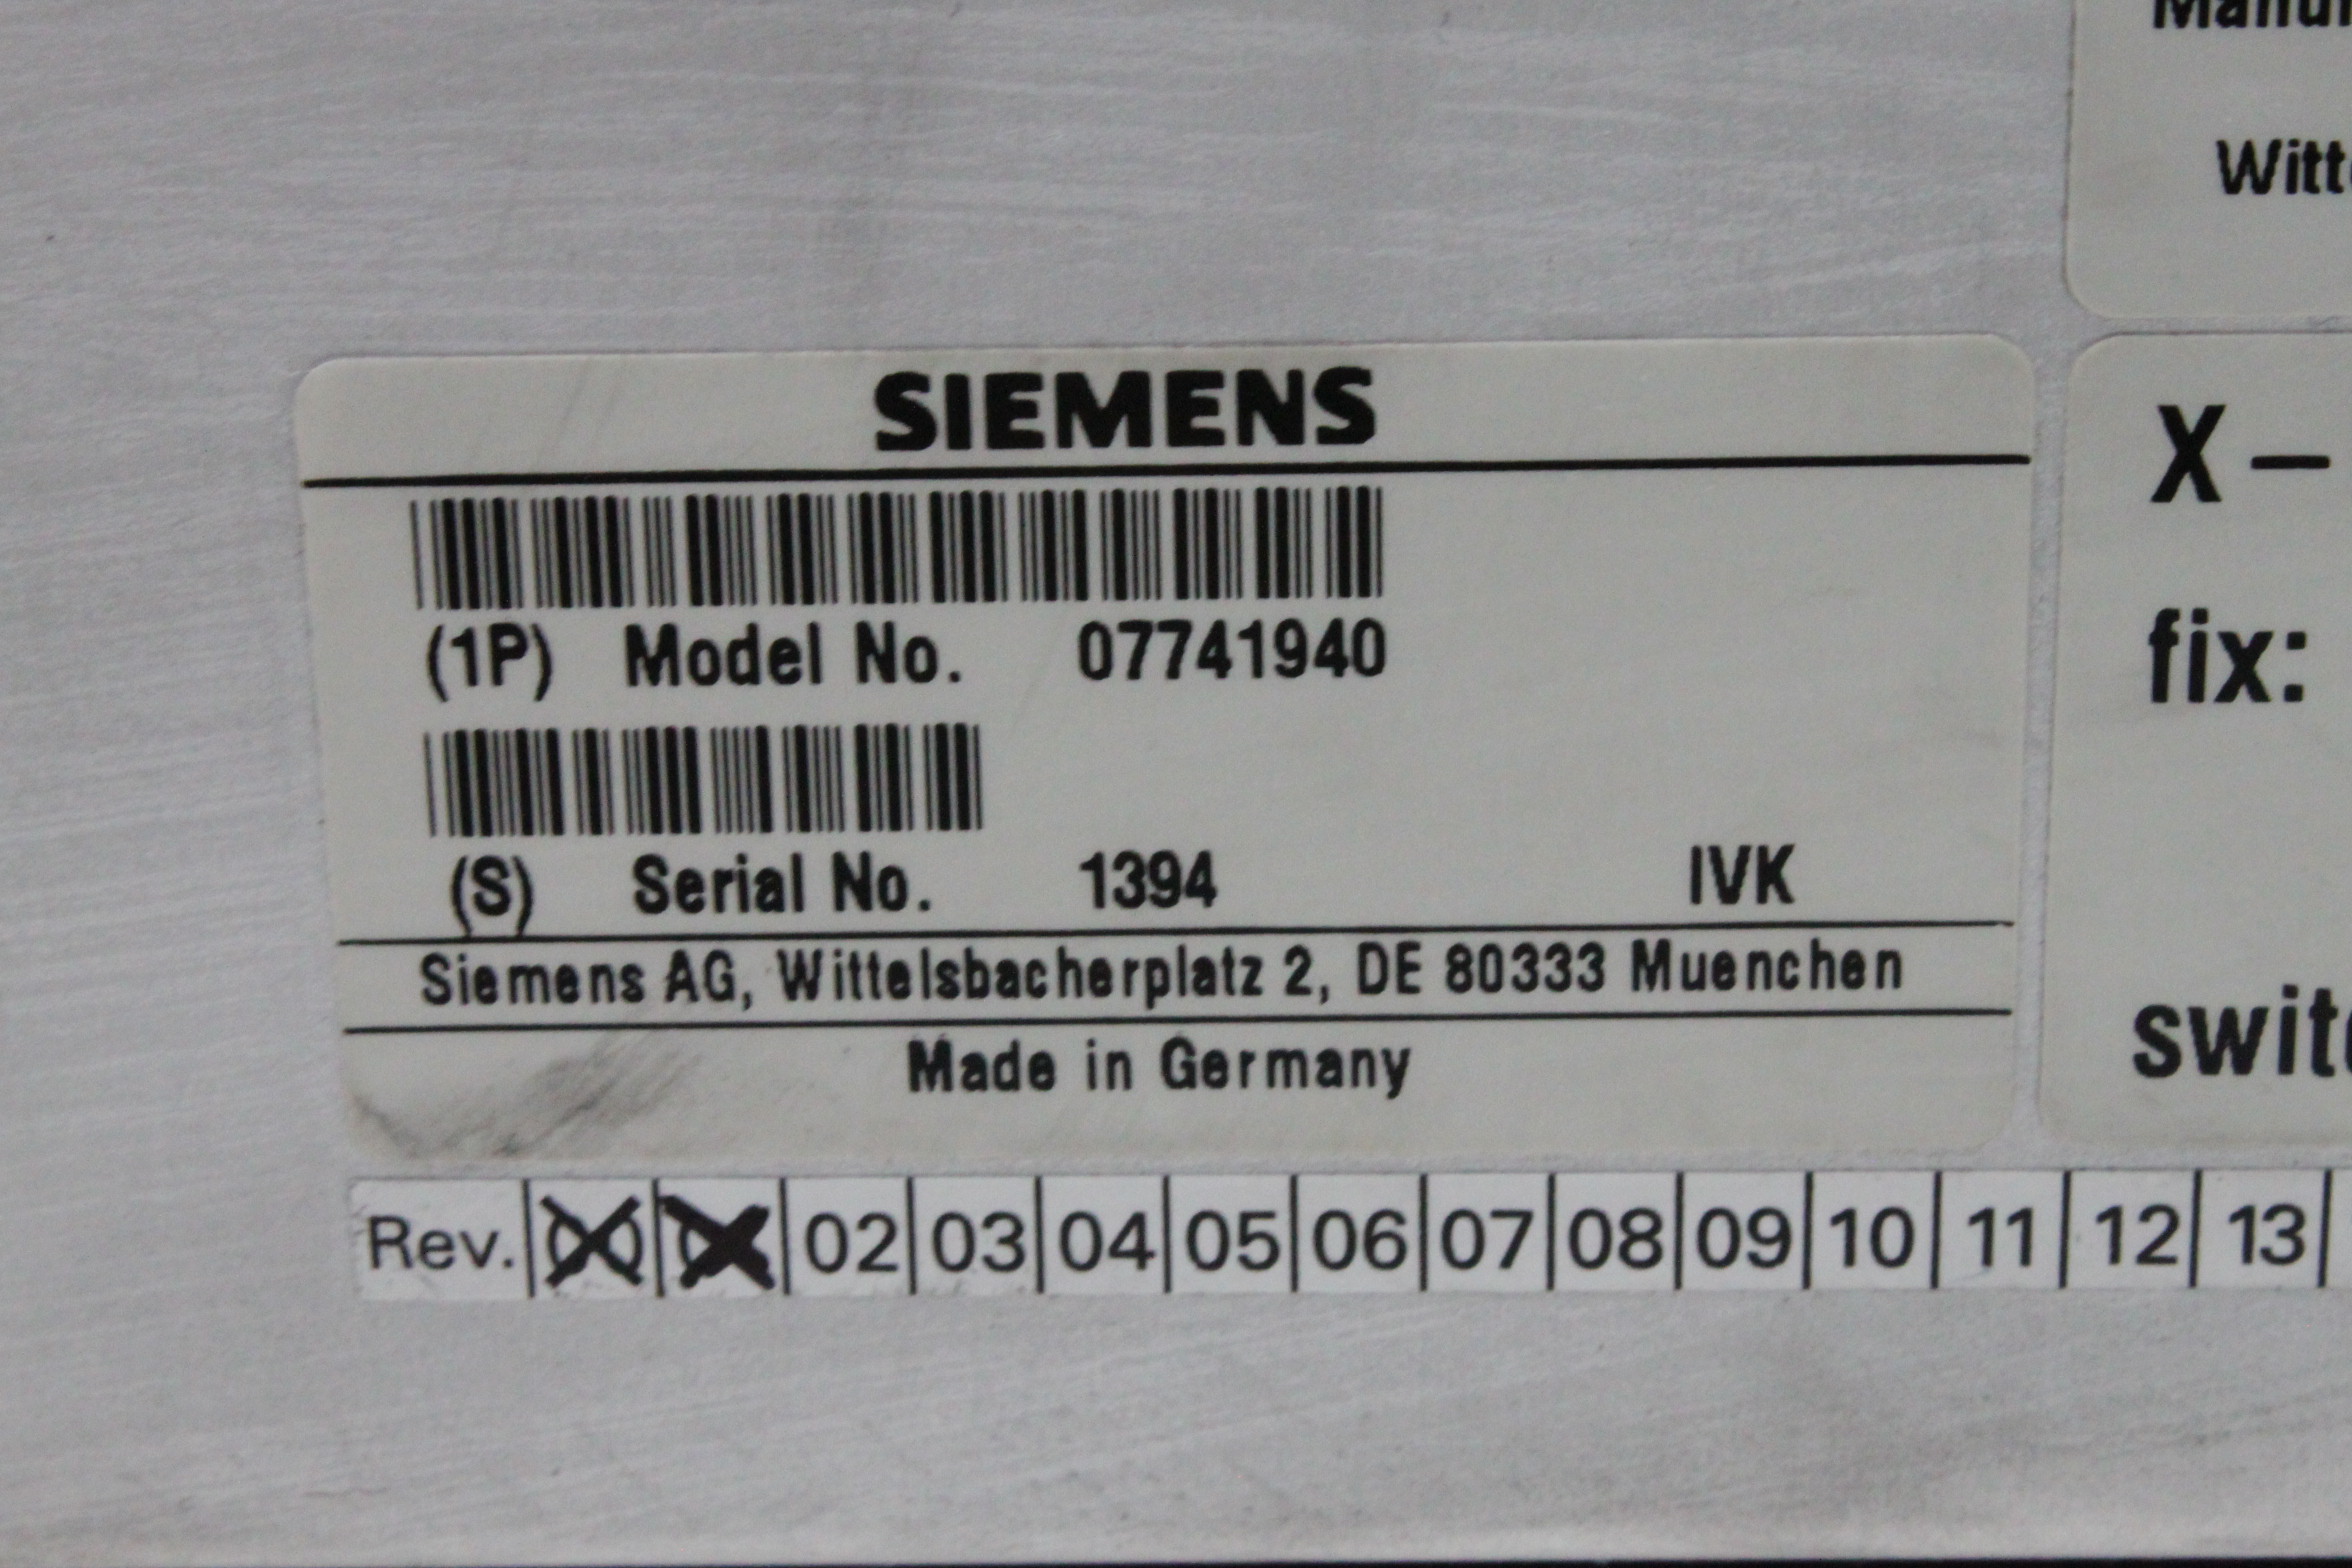 Witt
SIEMENS
(1P) Model No. 07741940
(S) Serial No. 1394 IVK
Siemens AG, Wittelsbacherplatz 2, DE 80333 Muenchen
Made in Germany
X–
fix:
Rev. 02 03 04 05 06 07 08 09 10 11 12 13